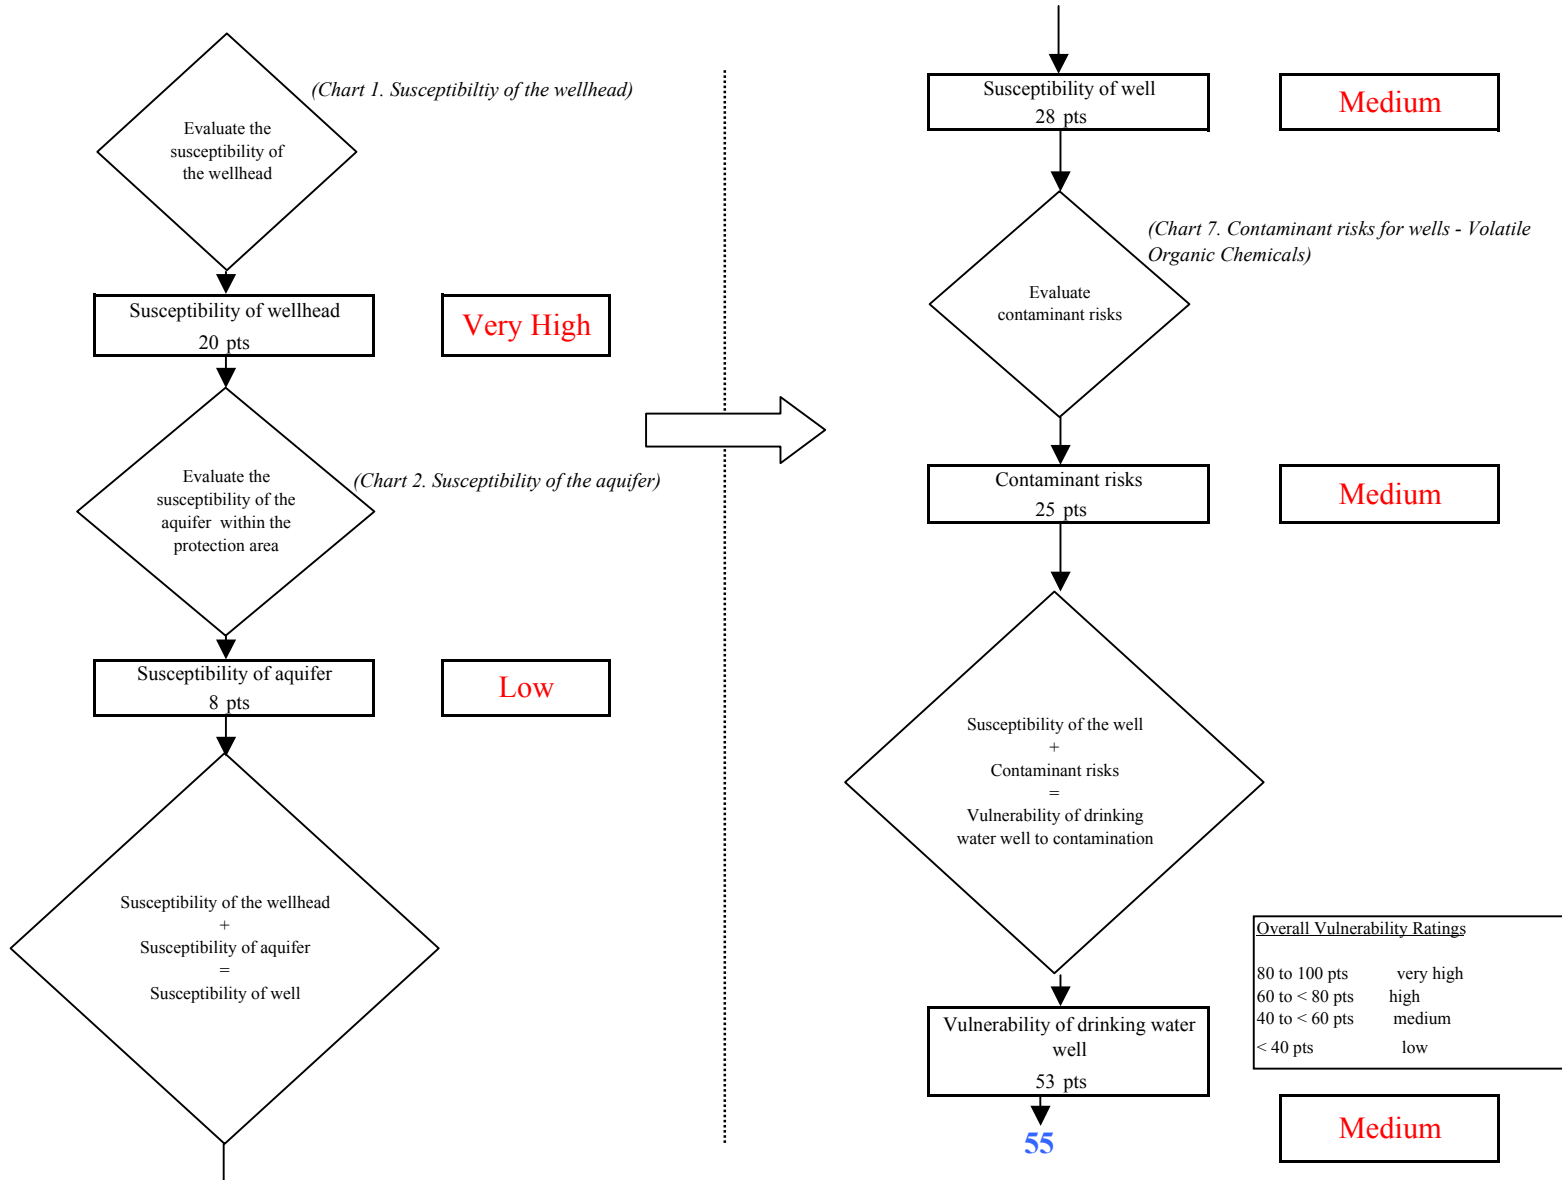 (Chart 1. Susceptibiltiy of the wellhead)
Evaluate the
susceptibility of
the wellhead
Susceptibility of wellhead
20 pts
Very High
(Chart 2. Susceptibility of the aquifer)
Evaluate the
susceptibility of the
aquifer within the
protection area
Susceptibility of aquifer
8 pts
Low
Susceptibility of the wellhead
+
Susceptibility of aquifer
=
Susceptibility of well
Susceptibility of well
28 pts
Medium
(Chart 7. Contaminant risks for wells - Volatile
Organic Chemicals)
Evaluate
contaminant risks
Contaminant risks
25 pts
Medium
Susceptibility of the well
+
Contaminant risks
=
Vulnerability of drinking
water well to contamination
Overall Vulnerability Ratings
80 to 100 pts very high
60 to < 80 pts high
40 to < 60 pts medium
< 40 pts low
Vulnerability of drinking water
well
53 pts
55
Medium